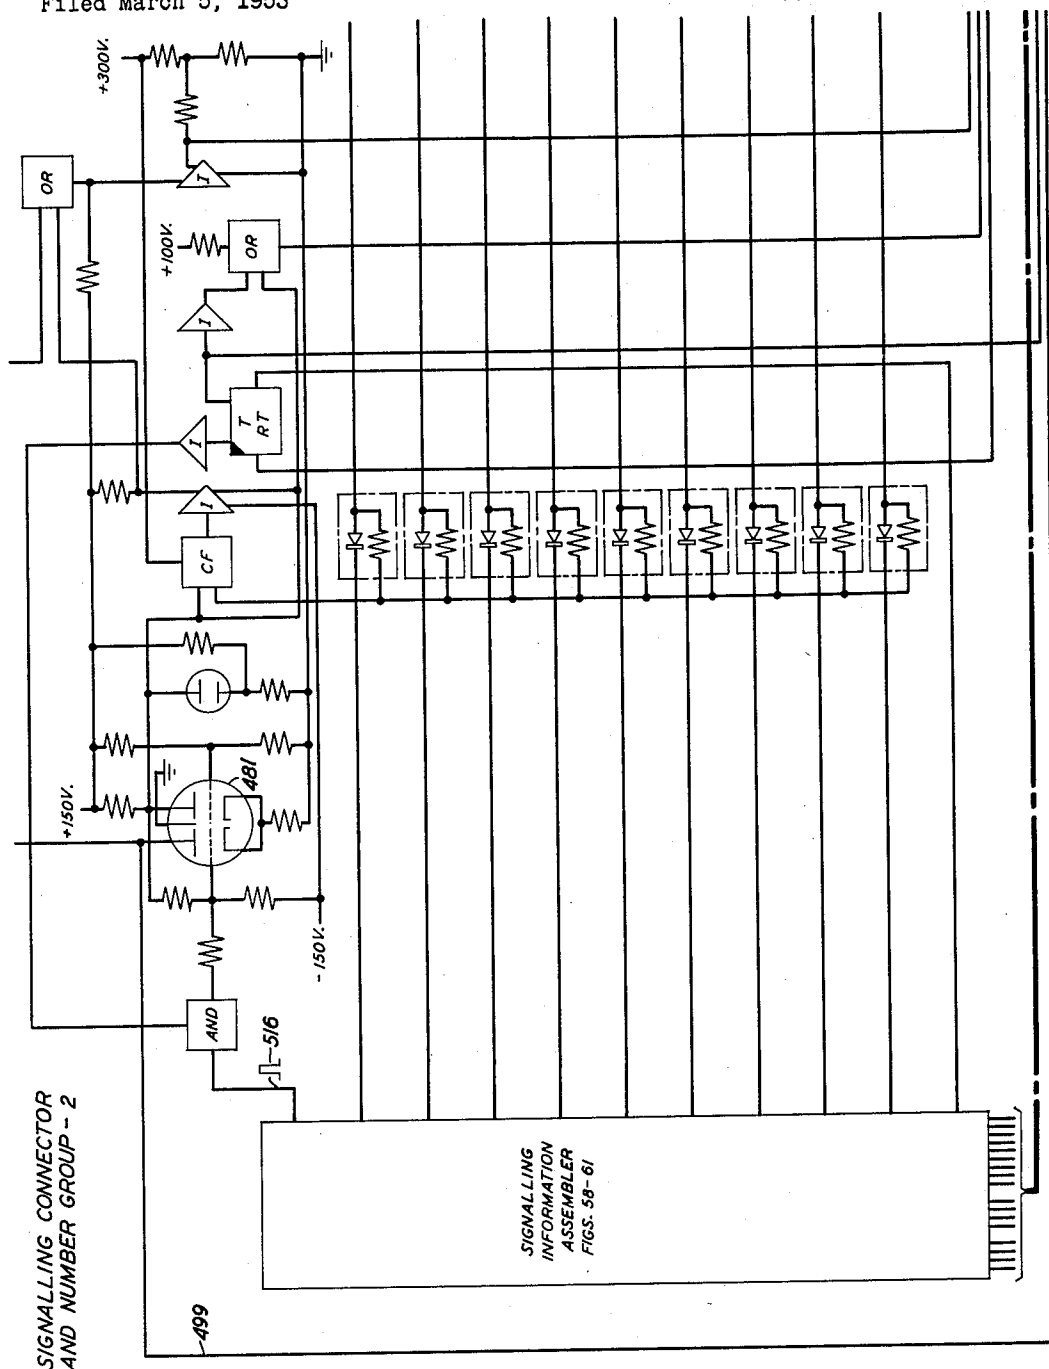 Filed March 5, 1953
SIGNALLING CONNECTOR
AND NUMBER GROUP-2
499
SIGNALLING
INFORMATION
ASSEMBLER
FIGS. 58-61
516
AND
-150V.
481
+150V.
CF
I
I
T
RT
I
OR
+100V.
I
OR
+300V.